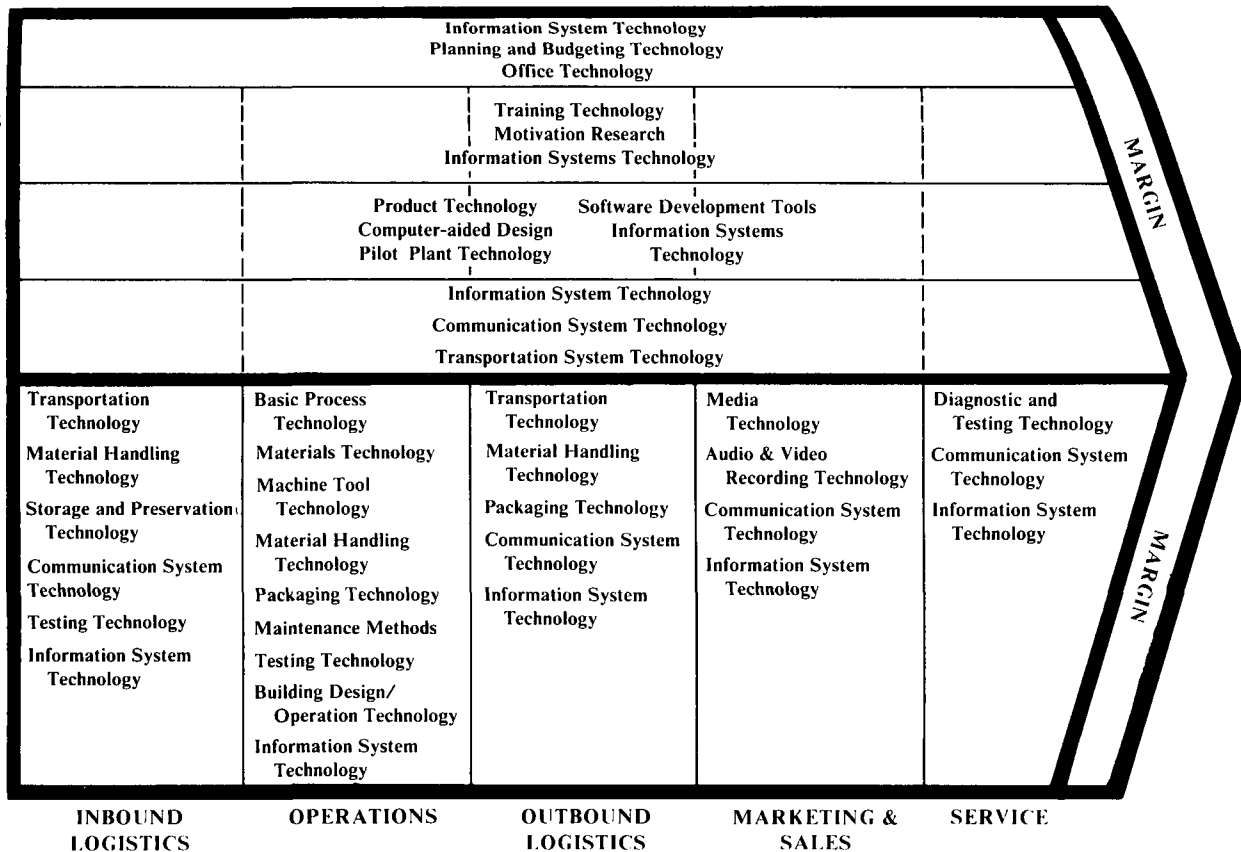 Information System Technology
Planning and Budgeting Technology
Office Technology
Training Technology
Motivation Research
Information Systems Technology
Product Technology
Computer-aided Design
Pilot Plant Technology
Software Development Tools
Information Systems
Technology
Information System Technology
Communication System Technology
Transportation System Technology
MARGIN
MARGIN
Transportation
Technology
Material Handling
Technology
Storage and Preservation
Technology
Communication System
Technology
Testing Technology
Information System
Technology
Basic Process
Technology
Materials Technology
Machine Tool
Technology
Material Handling
Technology
Packaging Technology
Maintenance Methods
Testing Technology
Building Design/
Operation Technology
Information System
Technology
Transportation
Technology
Material Handling
Technology
Packaging Technology
Communication System
Technology
Information System
Technology
Media
Technology
Audio & Video
Recording Technology
Communication System
Technology
Information System
Technology
Diagnostic and
Testing Technology
Communication System
Technology
Information System
Technology
INBOUND
LOGISTICS
OPERATIONS
OUTBOUND
LOGISTICS
MARKETING &
SALES
SERVICE